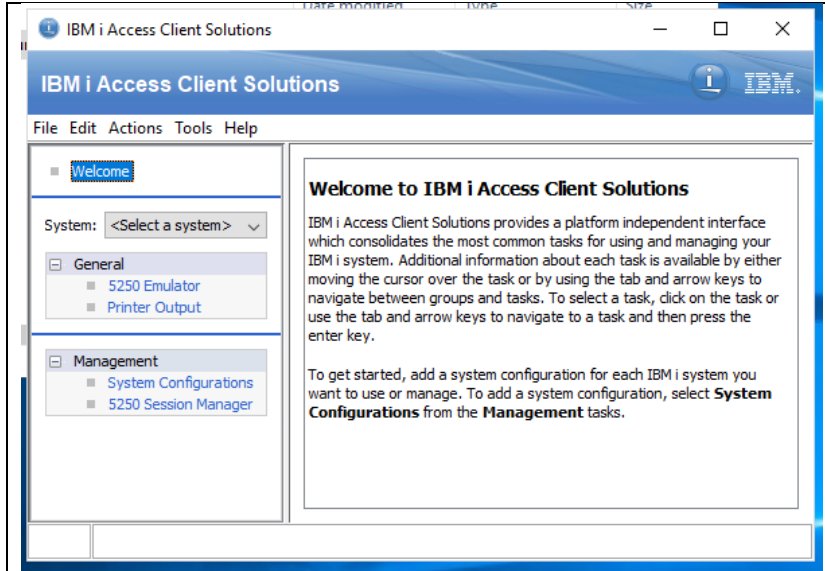 Date modified Type Size
IBM i Access Client Solutions
IBM i Access Client Solutions
i IBM.
File Edit Actions Tools Help
Welcome
System: <Select a system>
General
5250 Emulator
Printer Output
Management
System Configurations
5250 Session Manager
Welcome to IBM i Access Client Solutions
IBM i Access Client Solutions provides a platform independent interface
which consolidates the most common tasks for using and managing your
IBM i system. Additional information about each task is available by either
moving the cursor over the task or by using the tab and arrow keys to
navigate between groups and tasks. To select a task, click on the task or
use the tab and arrow keys to navigate to a task and then press the
enter key.
To get started, add a system configuration for each IBM i system you
want to use or manage. To add a system configuration, select System
Configurations from the Management tasks.